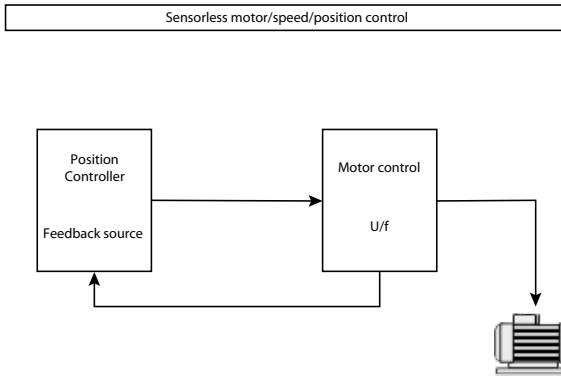 Sensorless motor/speed/position control
Position
Controller
Feedback source
Motor control
U/f